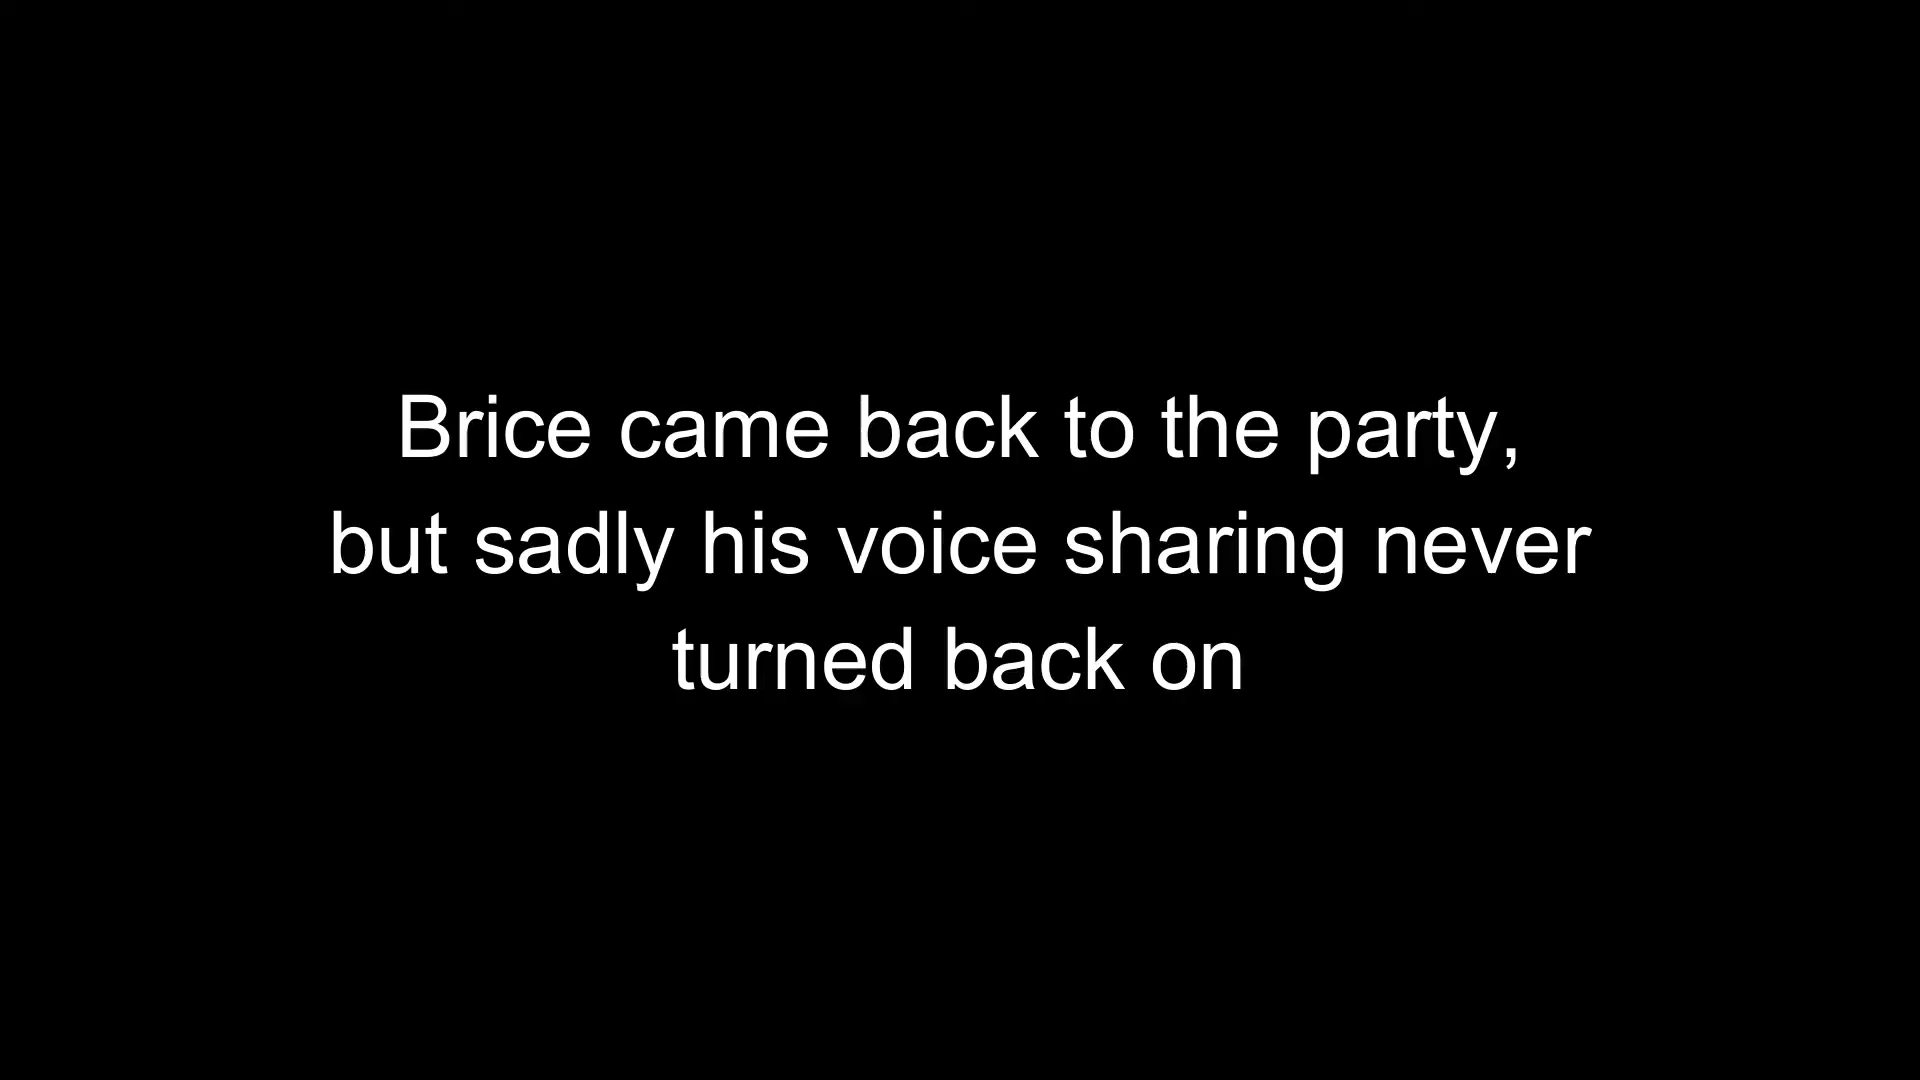 Brice came back to the party,
but sadly his voice sharing never
turned back on